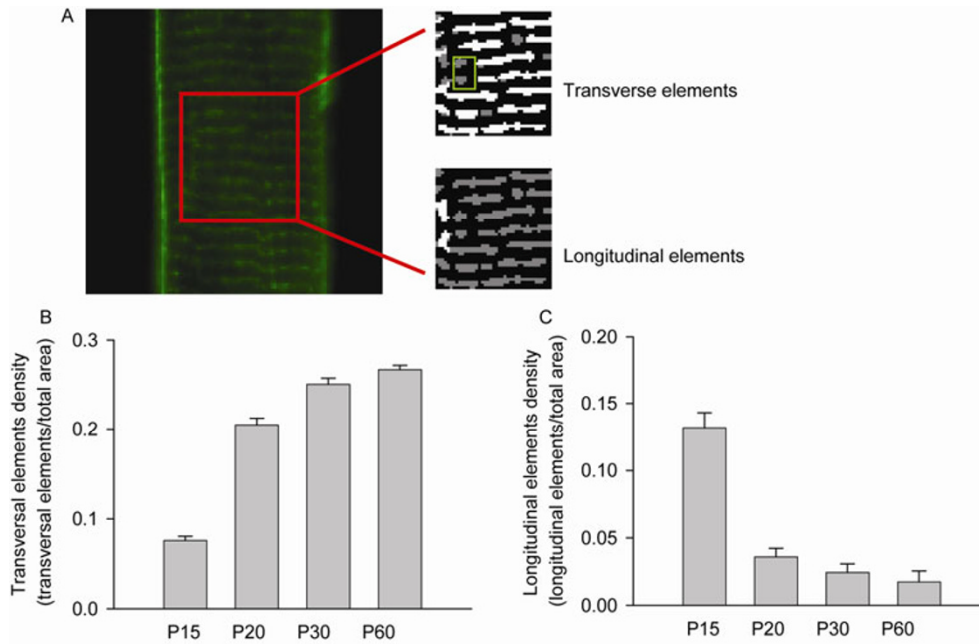 A
Transverse elements
Longitudinal elements
B
Transversal elements density
(transversal elements/total area)
0.3
0.2
0.1
0.0
P15 P20 P30 P60
C
Longitudinal elements density
(longitudinal elements/total area)
0.20
0.15
0.10
0.05
0.00
P15 P20 P30 P60